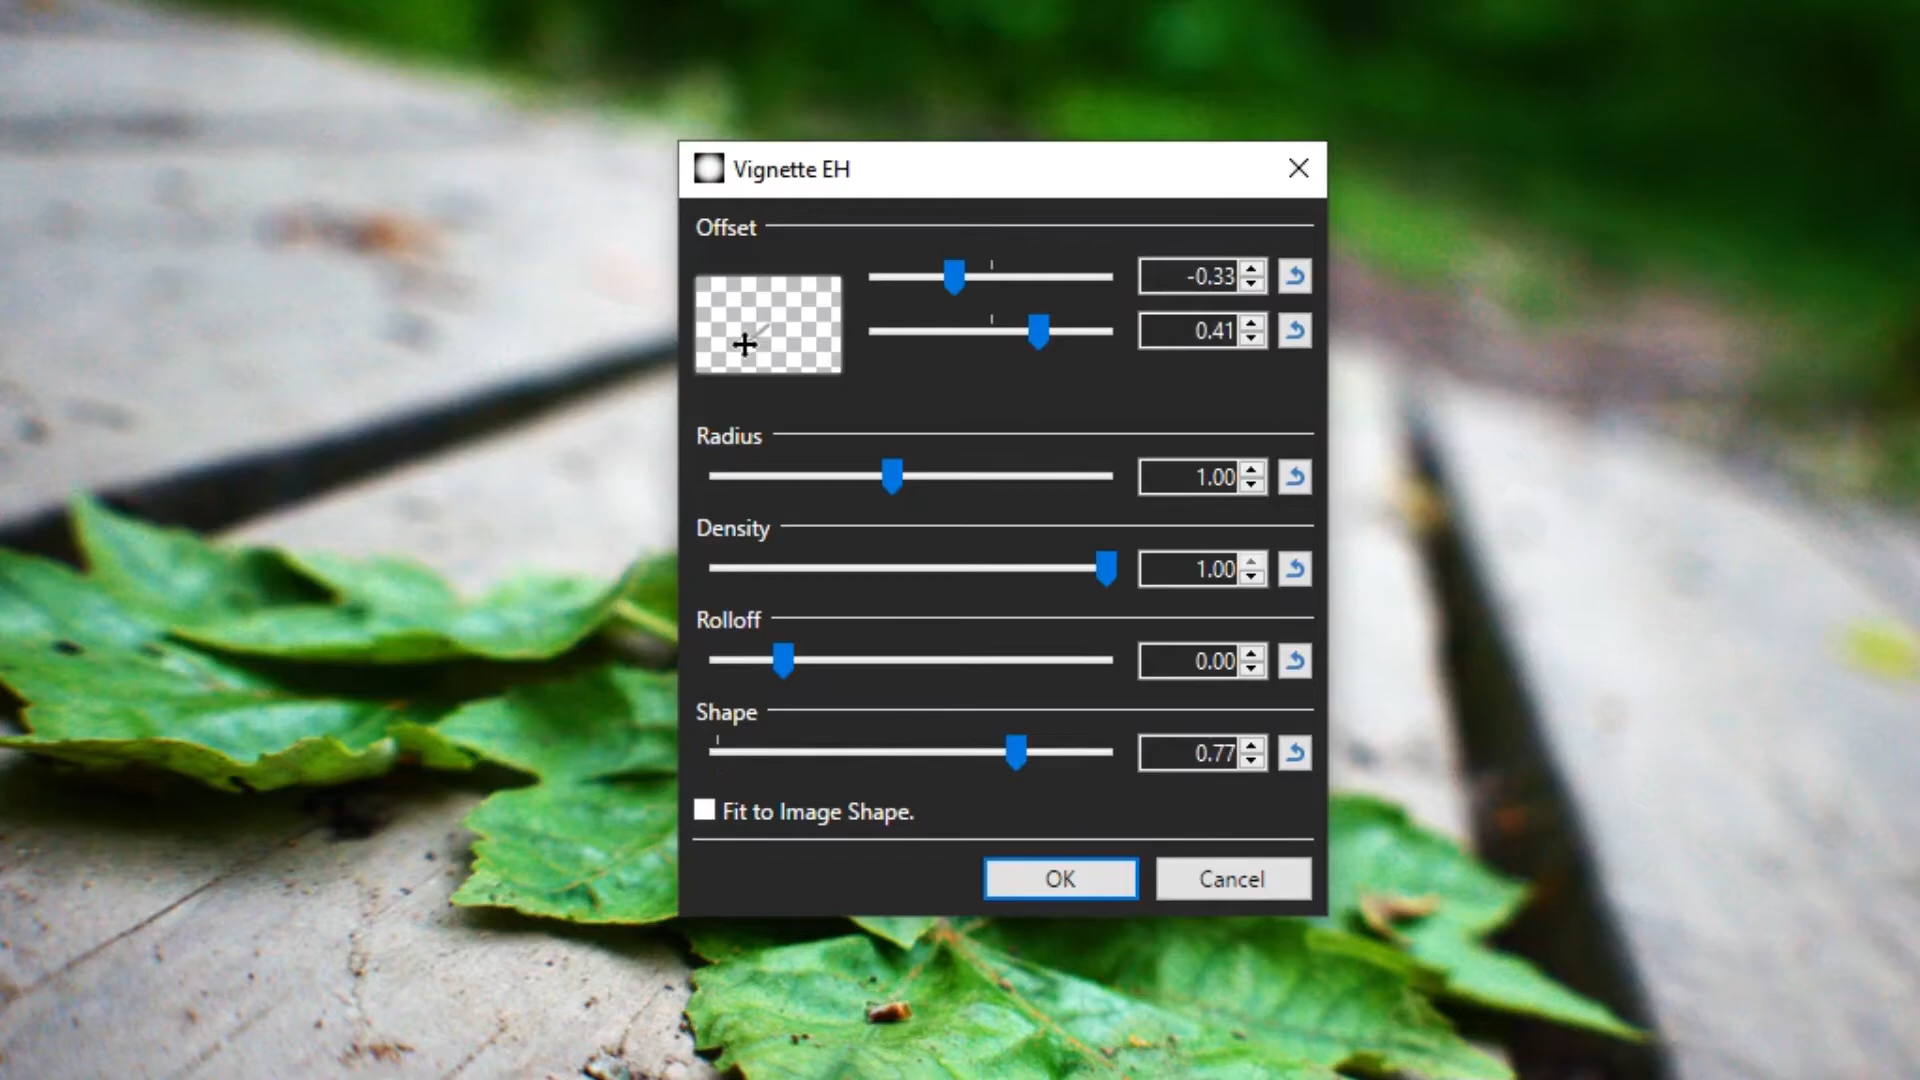 Vignette EH
Offset
-0.33
0.41
Radius
1.00
Density
1.00
Rolloff
0.00
Shape
0.77
Fit to Image Shape.
OK Cancel